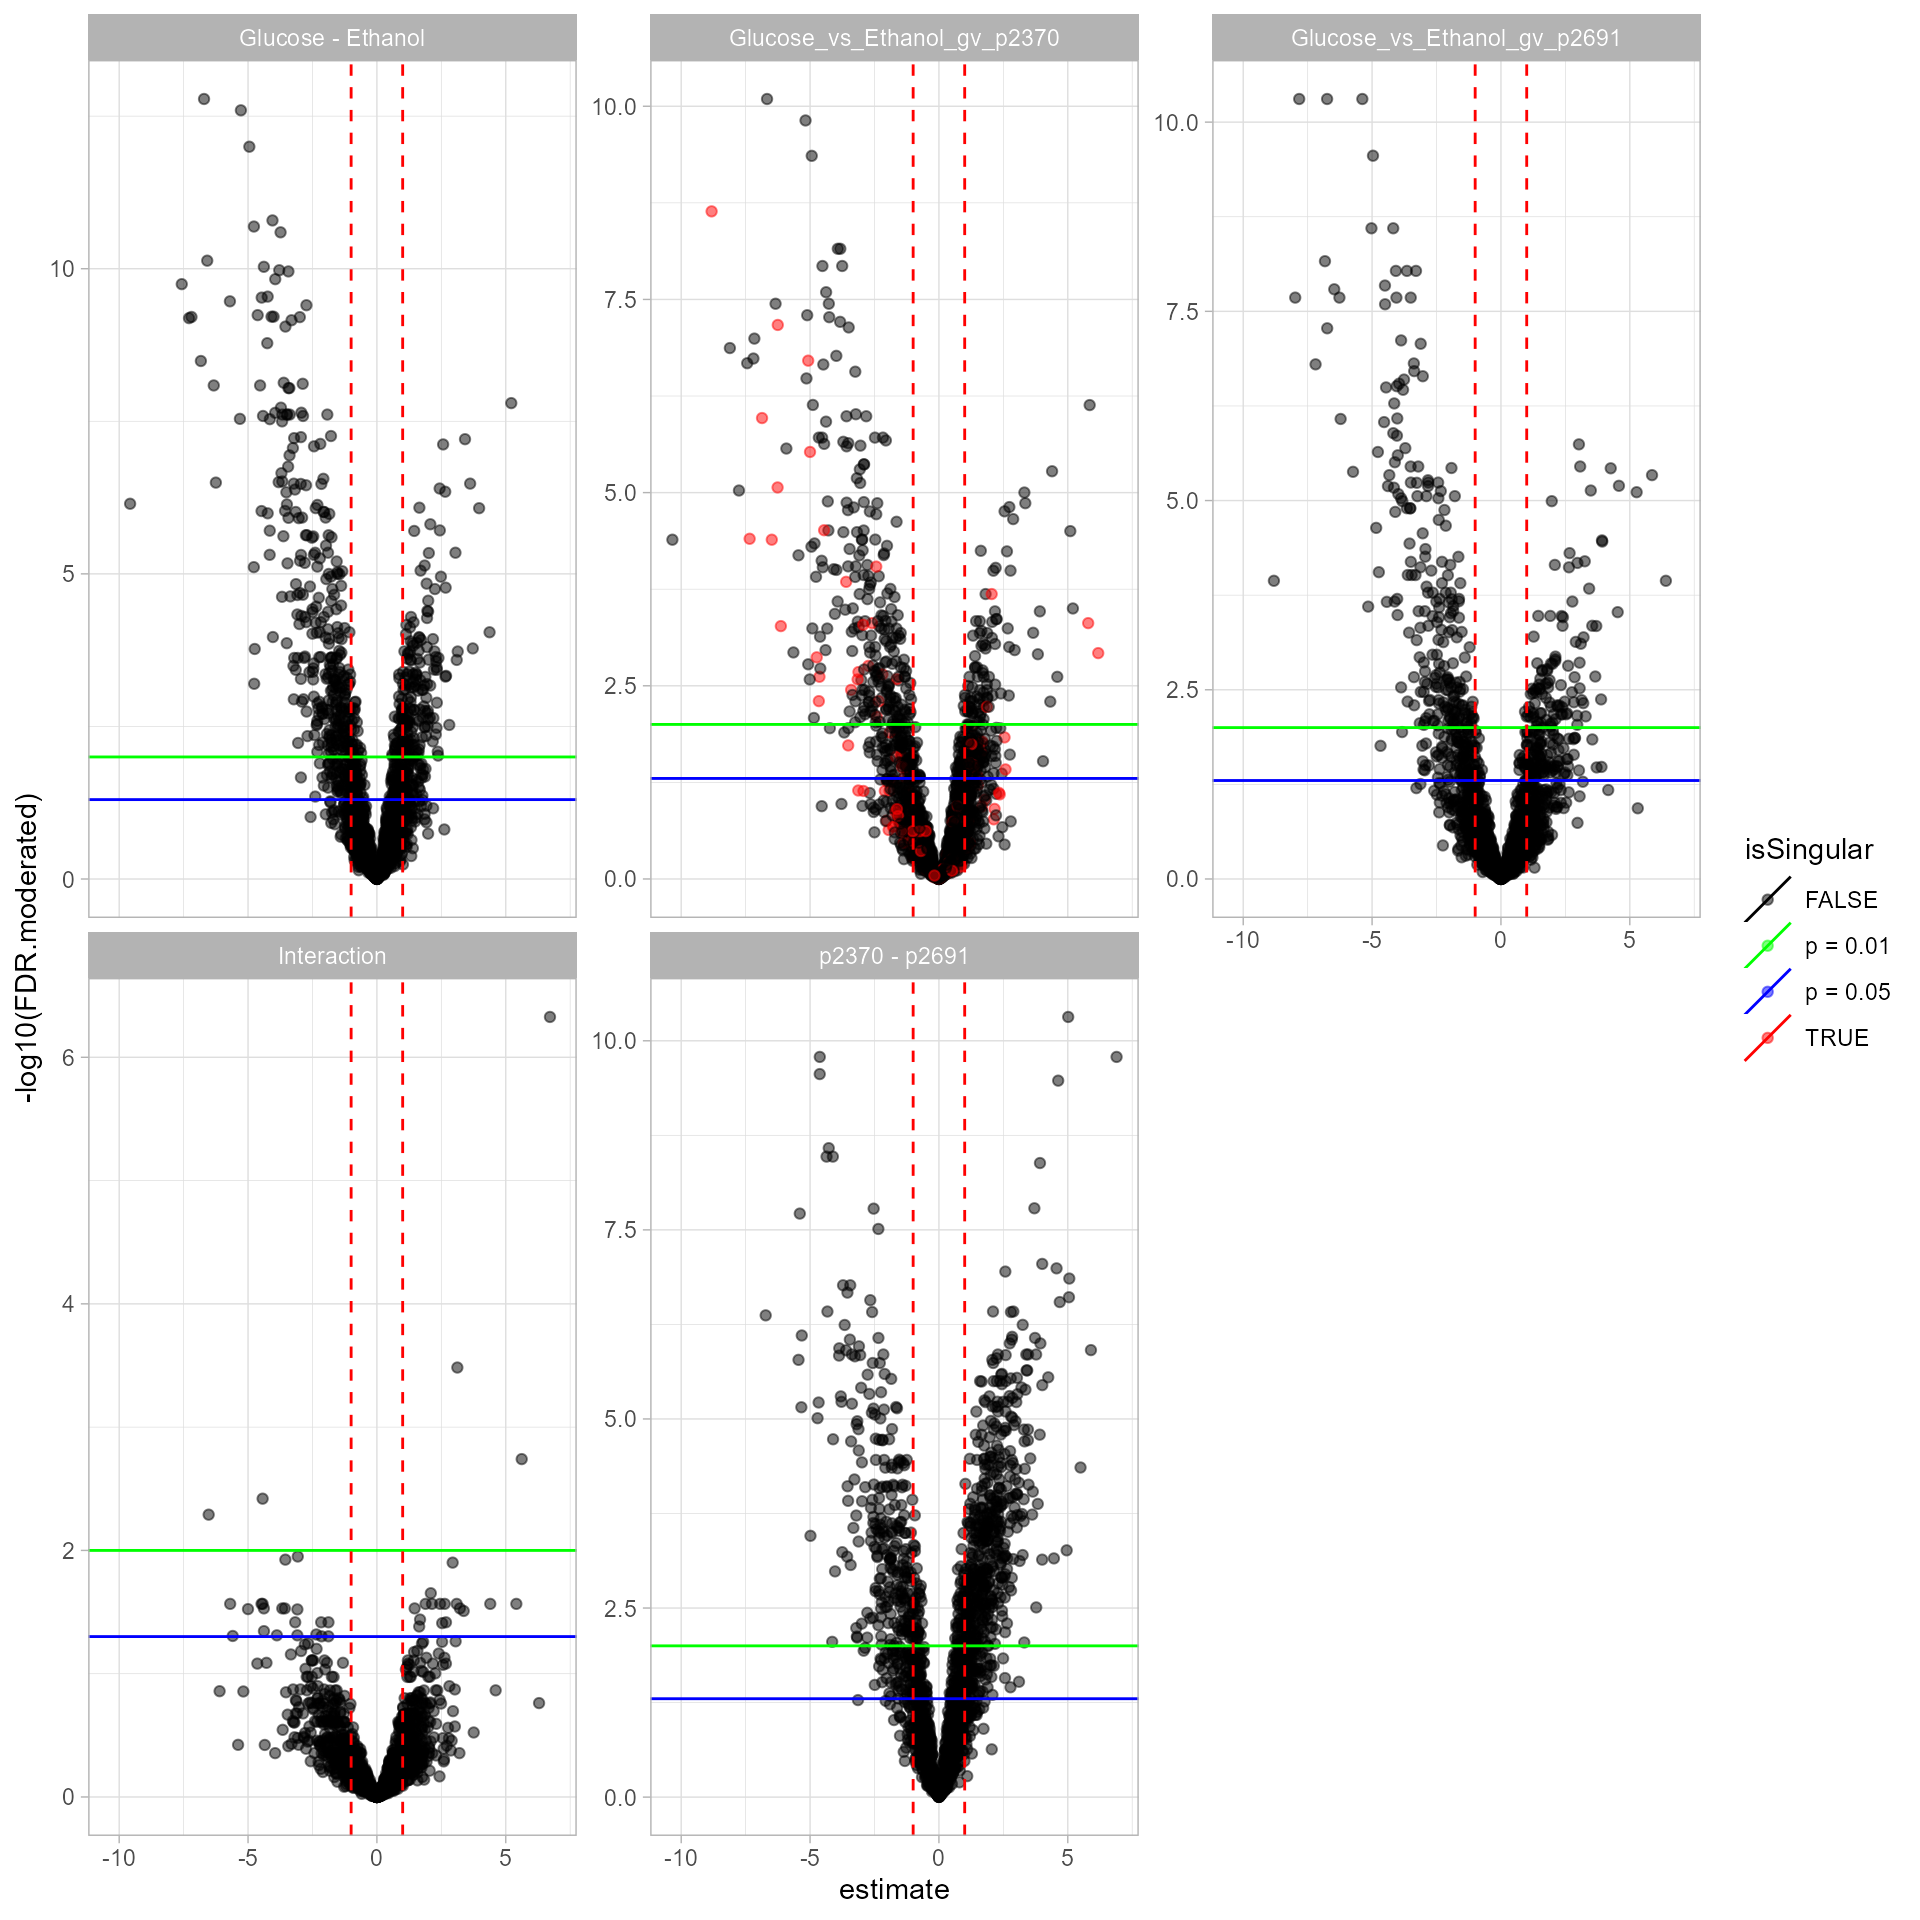 Glucose - Ethanol
Glucose_vs_Ethanol_gv_p2370
Glucose_vs_Ethanol_gv_p2691
10
5
0
10.0
7.5
5.0
2.5
0.0
10.0
7.5
5.0
2.5
0.0
-10
-5
0
5
Interaction
p2370 - p2691
6
4
2
0
10.0
7.5
5.0
2.5
0.0
-10
-5
0
5
-10
-5
0
5
estimate
-log10(FDR.moderated)
isSingular
FALSE
p = 0.01
p = 0.05
TRUE